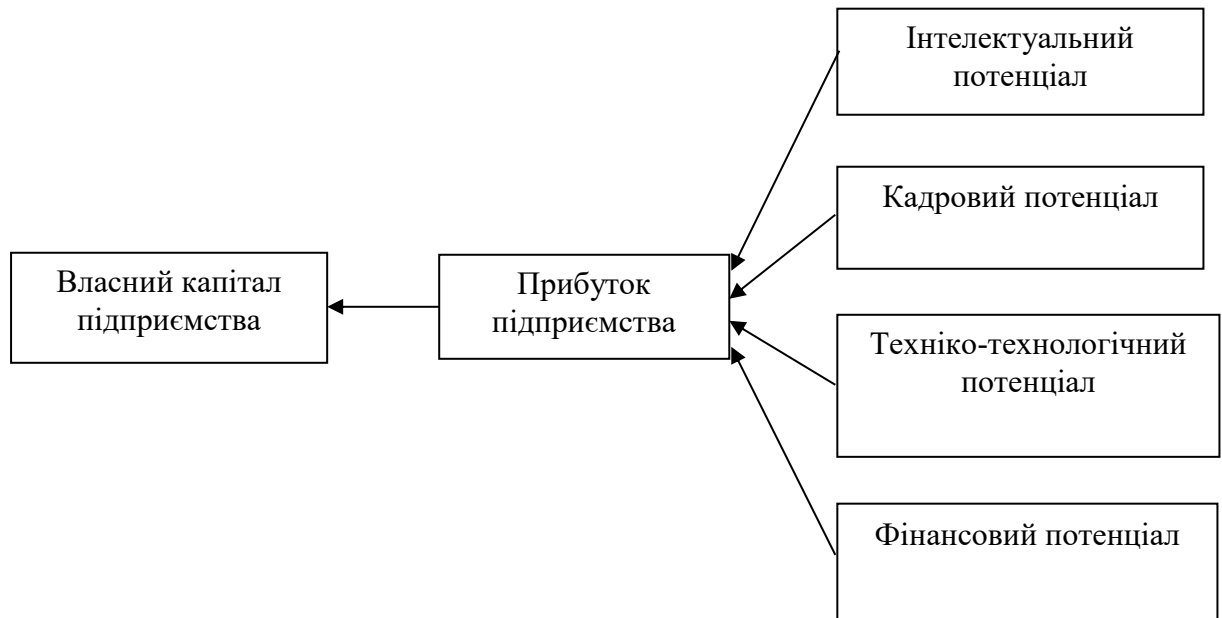 Інтелектуальний
потенціал
Кадровий потенціал
Власний капітал
підприємства
Прибуток
підприємства
Техніко-технологічний
потенціал
Фінансовий потенціал